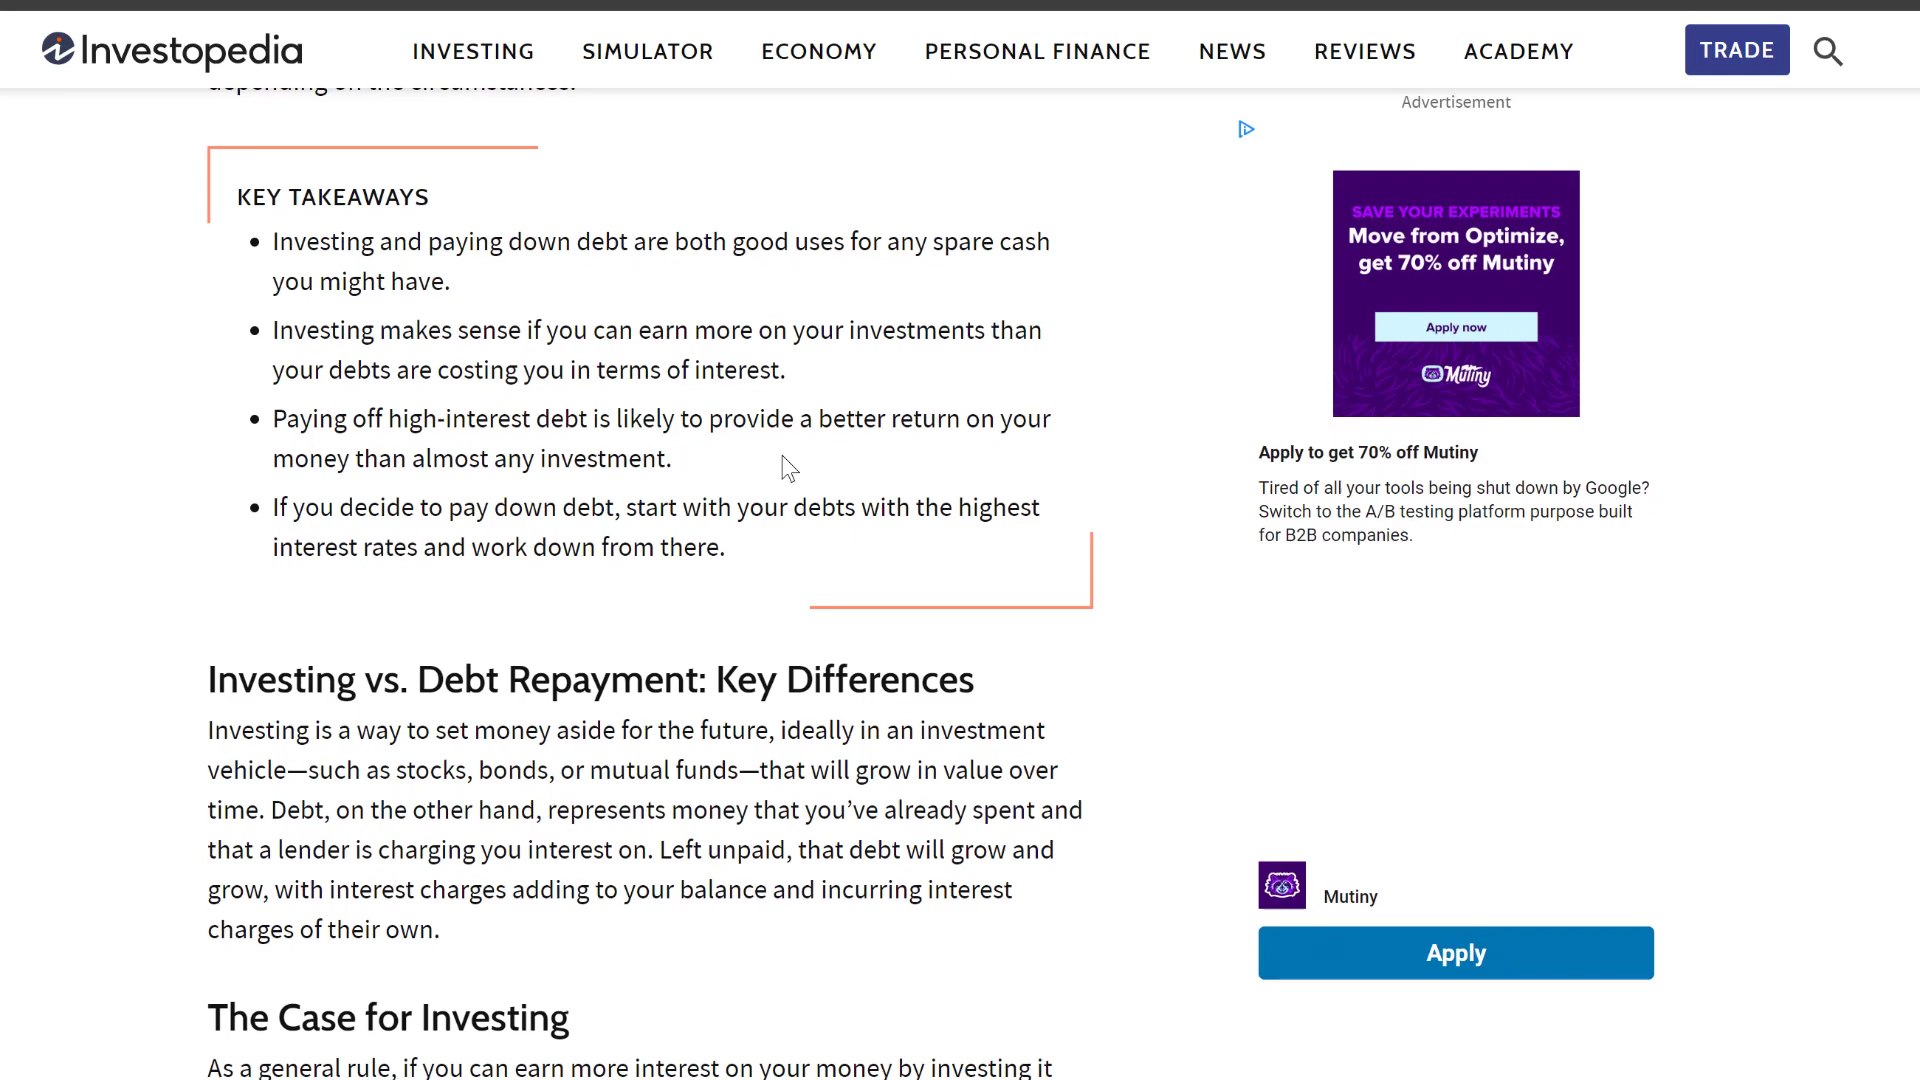 Investopedia
INVESTING
SIMULATOR
ECONOMY
PERSONAL FINANCE
NEWS
REVIEWS
ACADEMY
TRADE
depending on the circumstances.
KEY TAKEAWAYS
• Investing and paying down debt are both good uses for any spare cash
you might have.
• Investing makes sense if you can earn more on your investments than
your debts are costing you in terms of interest.
• Paying off high-interest debt is likely to provide a better return on your
money than almost any investment.
• If you decide to pay down debt, start with your debts with the highest
interest rates and work down from there.
Investing vs. Debt Repayment: Key Differences
Investing is a way to set money aside for the future, ideally in an investment
vehicle—such as stocks, bonds, or mutual funds—that will grow in value over
time. Debt, on the other hand, represents money that you’ve already spent and
that a lender is charging you interest on. Left unpaid, that debt will grow and
grow, with interest charges adding to your balance and incurring interest
charges of their own.
The Case for Investing
As a general rule, if you can earn more interest on your money by investing it
Advertisement
SAVE YOUR EXPERIMENTS
Move from Optimize,
get 70% off Mutiny
Apply now
Mutiny
Apply to get 70% off Mutiny
Tired of all your tools being shut down by Google?
Switch to the A/B testing platform purpose built
for B2B companies.
Mutiny
Apply